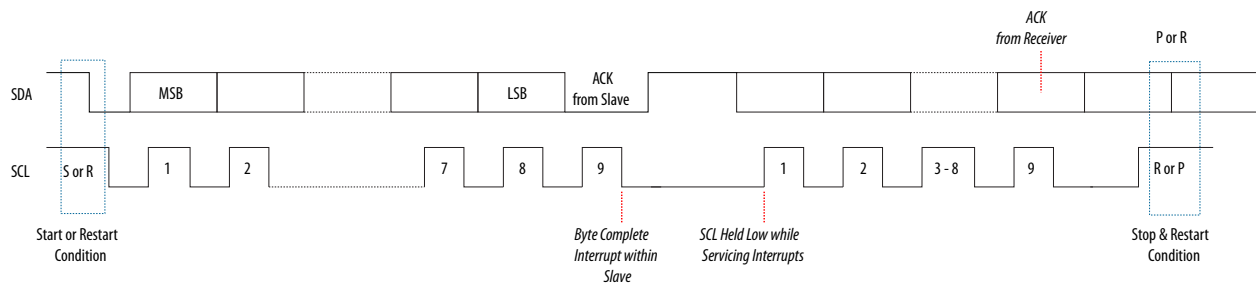 ACK
from Receiver
P or R
SDA
MSB
LSB
ACK
from Slave
SCL
S or R
1
2
7
8
9
1
2
3 - 8
9
R or P
Start or Restart
Condition
Byte Complete
Interrupt within
Slave
SCL Held Low while
Servicing Interrupts
Stop & Restart
Condition